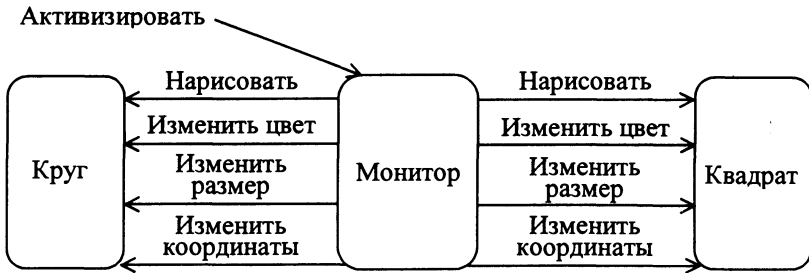 Активизировать
Нарисовать
Нарисовать
Изменить цвет
Изменить цвет
Круг
Изменить
размер
Монитор
Изменить
размер
Квадрат
Изменить
координаты
Изменить
координаты